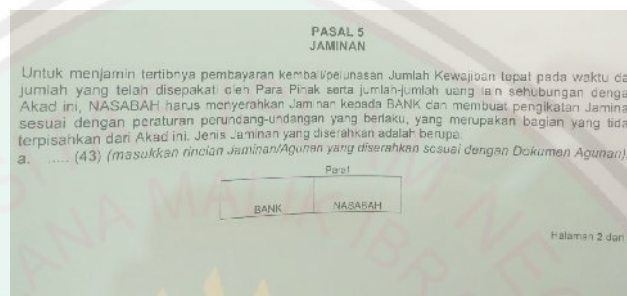 PASAL 5
JAMINAN
Untuk menjamin tertibnya pembayaran kembali/pelunasan Jumlah Kewajiban tepat pada waktu da
jumlah yang telah disepakati oleh Para Pihak serta jumlah-jumlah uang lain sehubungan denga
Akad ini, NASABAH harus menyerahkan Jaminan kepada BANK dan membuat pengikatan Jamina
sesuai dengan peraturan perundang-undangan yang berlaku, yang merupakan bagian yang tida
terpisahkan dari Akad ini. Jenis Jaminan yang diserahkan adalah berupa:
a. ..... (43) (masukkan rincian Jaminan/Agunan yang diserahkan sesuai dengan Dokumen Agunan)
Paraf
BANK NASABAH
Halaman 2 dari